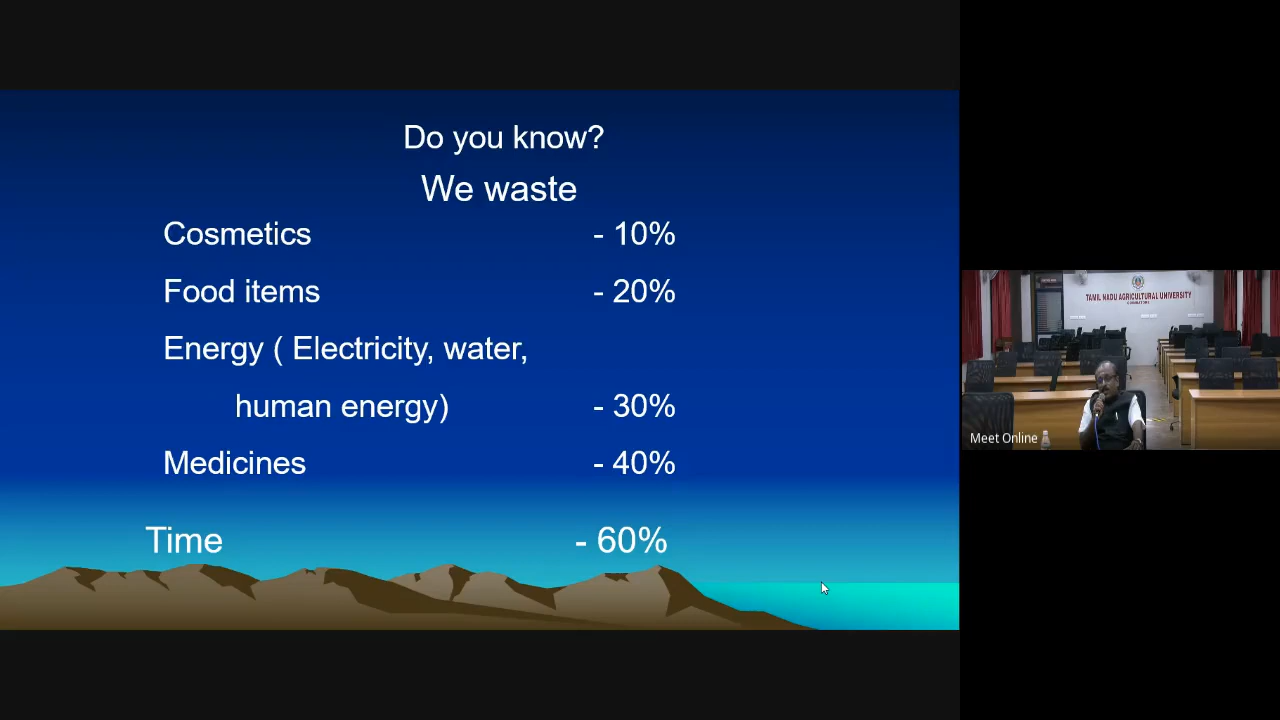 Do you know?
We waste
Cosmetics - 10%
Food items - 20%
Energy ( Electricity, water,
human energy) - 30%
Medicines - 40%
Time - 60%
TAMIL NADU AGRICULTURAL UNIVERSITY
COIMBATORE
Meet Online